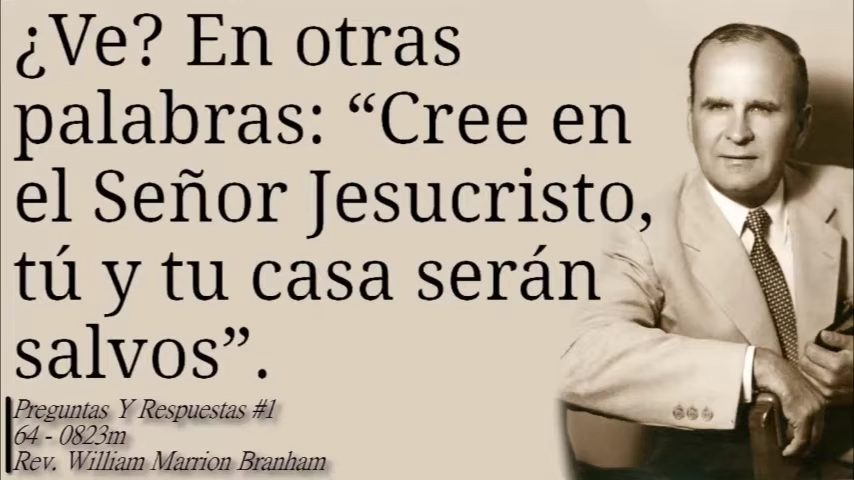 ¿Ve? En otras
palabras: “Cree en
el Señor Jesucristo,
tú y tu casa serán
salvos”.
Preguntas Y Respuestas #1
64 - 0823m
Rev. William Marrion Branham